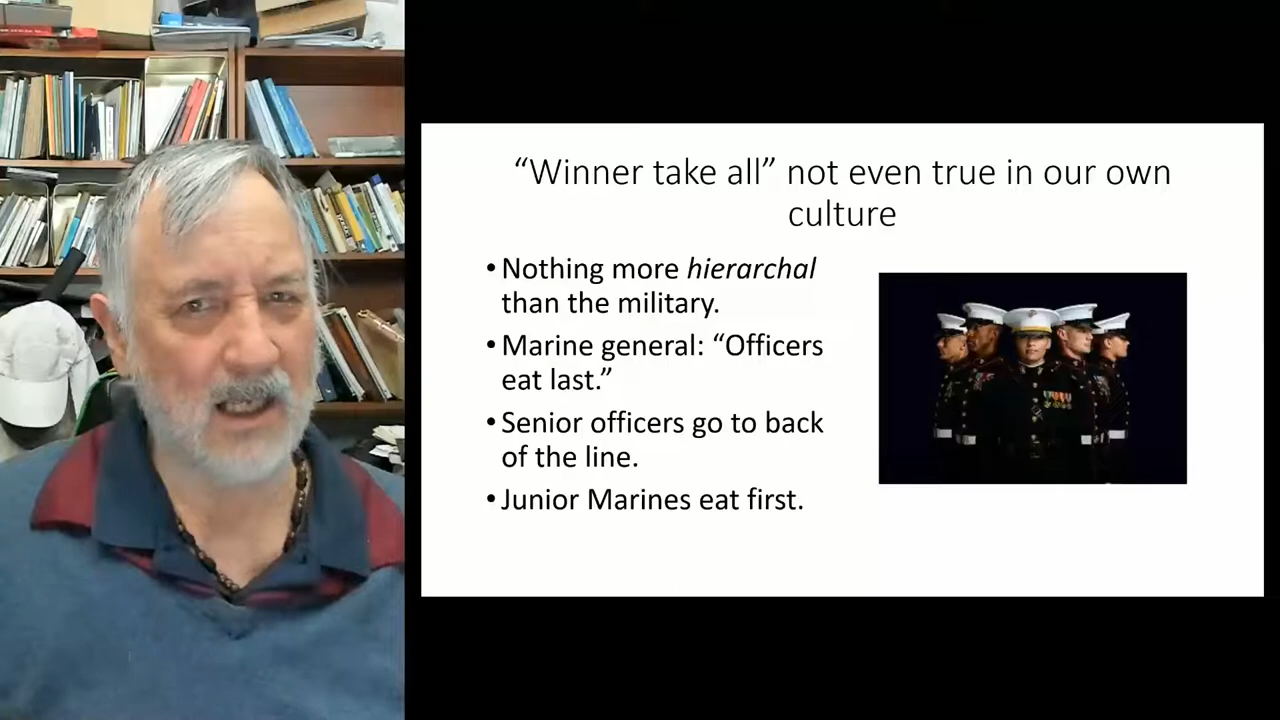 “Winner take all” not even true in our own
culture
•Nothing more hierarchal
than the military.
•Marine general: “Officers
eat last.”
•Senior officers go to back
of the line.
•Junior Marines eat first.